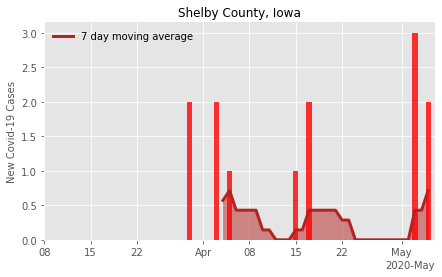 Shelby County, Iowa
7 day moving average
New Covid-19 Cases
3.0
2.5
2.0
1.5
1.0
0.5
0.0
08 15 22 Apr 08 15 22 May
2020-May